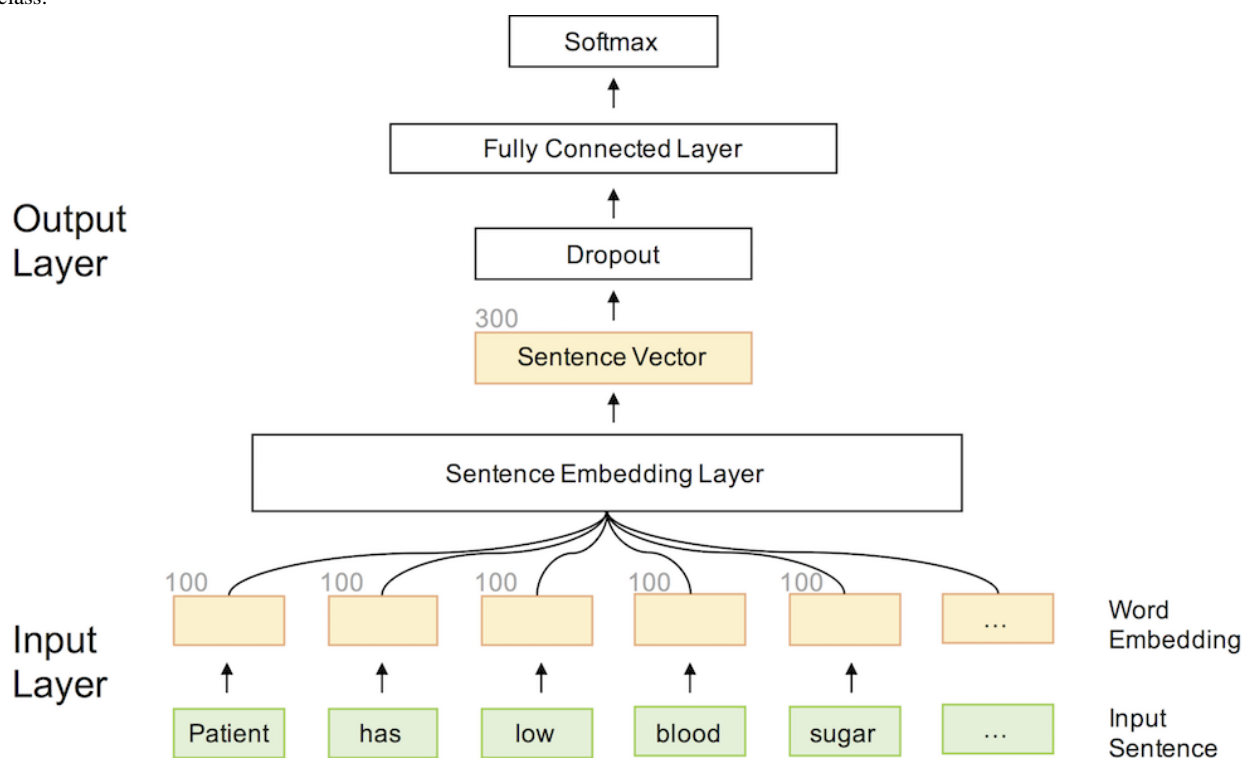 class.
Softmax
Fully Connected Layer
Output
Layer
Dropout
300
Sentence Vector
Sentence Embedding Layer
100 100 100 100 100
...
Word
Embedding
Input
Layer
Patient has low blood sugar ...
Input
Sentence